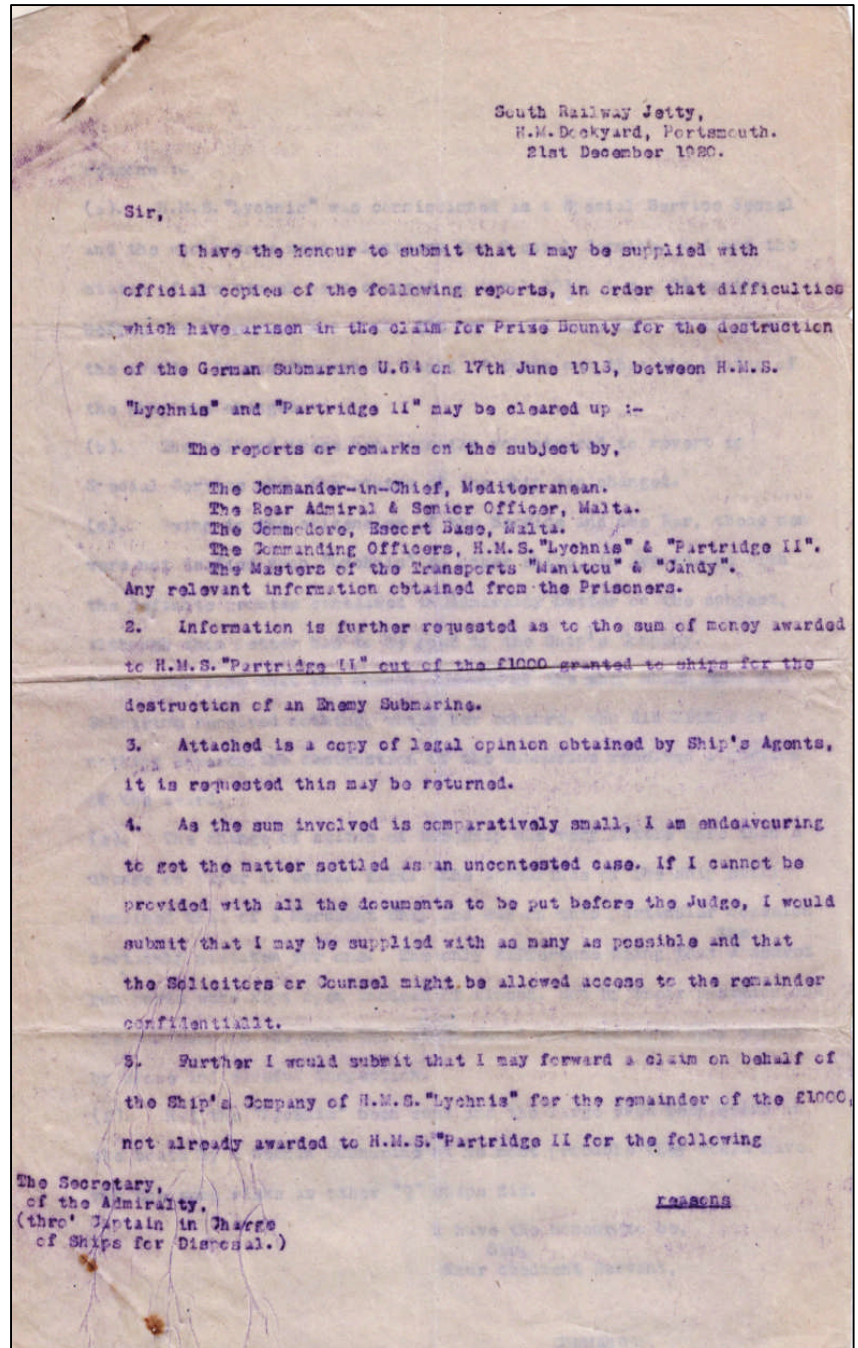 South Railway Jetty,
H.M.Dockyard, Portsmouth.
21st December 1920.
Sir,
I have the honour to submit that I may be supplied with
official copies of the following reports, in order that difficulties
which have arisen in the claim for Prize Bounty for the destruction
of the German Submarine U.64 on 17th June 1918, between H.M.S.
"Lychnis" and "Partridge II" may be cleared up :-
The reports or remarks on the subject by,
The Commander-in-Chief, Mediterranean.
The Rear Admiral & Senior Officer, Malta.
The Commodore, Escort Base, Malta.
The Commanding Officers, H.M.S."Lychnis" & "Partridge II".
The Masters of the Transports "Manitou" & "Candy".
Any relevant information obtained from the Prisoners.
2. Information is further requested as to the sum of money awarded
to H.M.S."Partridge II" out of the £1000 granted to ships for the
destruction of an Enemy Submarine.
3. Attached is a copy of legal opinion obtained by Ship's Agents,
it is requested this may be returned.
4. As the sum involved is comparatively small, I am endeavouring
to get the matter settled as an uncontested case. If I cannot be
provided with all the documents to be put before the Judge, I would
submit that I may be supplied with as many as possible and that
the Solicitors or Counsel might be allowed access to the remainder
confidentiallt.
5. Further I would submit that I may forward a claim on behalf of
the Ship's Company of H.M.S."Lychnis" for the remainder of the £1000,
not already awarded to H.M.S."Partridge II for the following
reasons
The Secretary,
of the Admiralty,
(thro' Captain in Charge
of Ships for Disposal.)